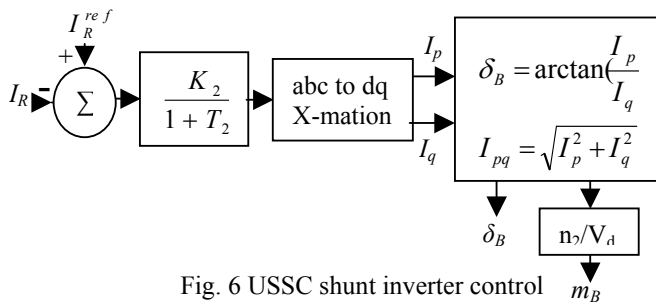 I_R^{ref}
+
I_R -
Σ
K_2 / 1 + T_2
abc to dq
X-mation
I_p
I_q
δ_B = arctan(I_p / I_q
I_pq = √(I_p^2 + I_q^2)
δ_B
n_2/V_d
m_B
Fig. 6 USSC shunt inverter control